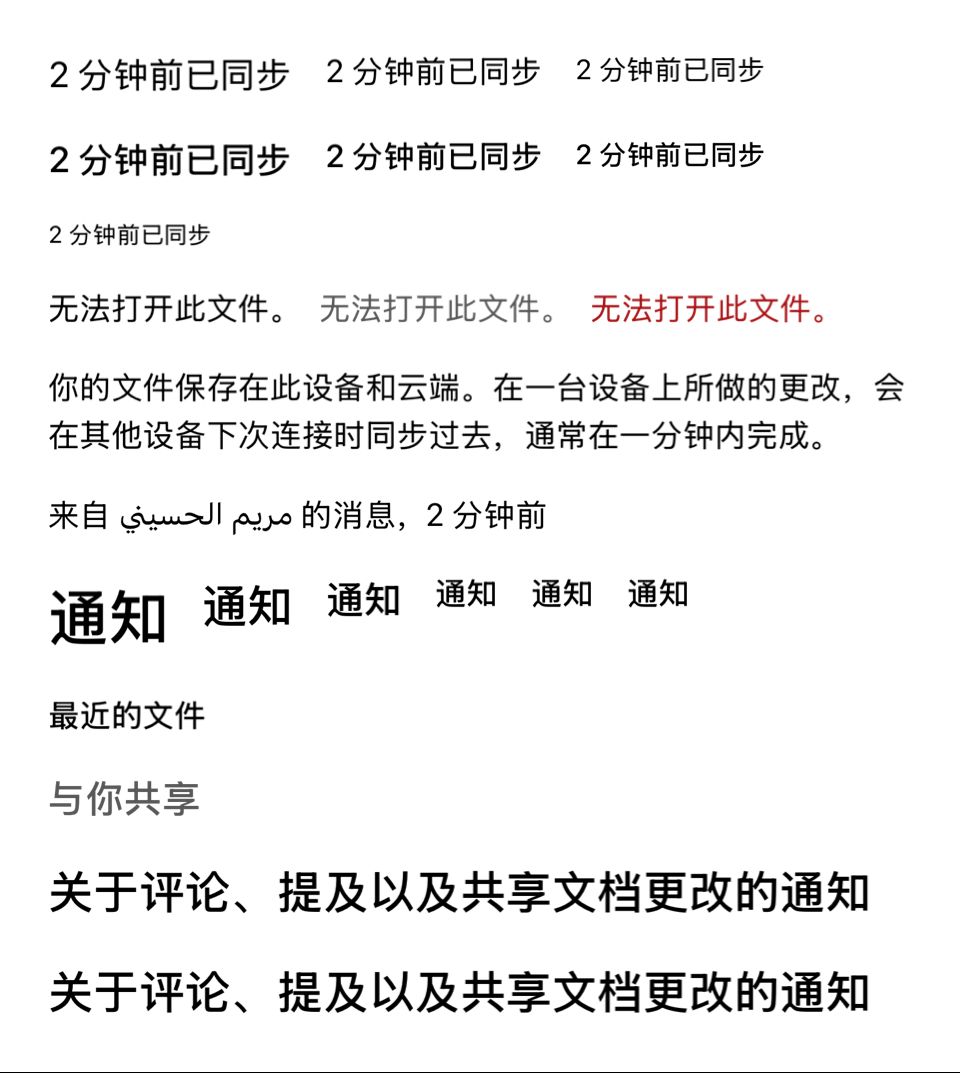 2 分钟前已同步 2 分钟前已同步 2 分钟前已同步
2 分钟前已同步 2 分钟前已同步 2 分钟前已同步
2 分钟前已同步
无法打开此文件。 无法打开此文件。 无法打开此文件。
你的文件保存在此设备和云端。在一台设备上所做的更改，会
在其他设备下次连接时同步过去，通常在一分钟内完成。
来自 مريم الحسيني 的消息，2 分钟前
通知 通知 通知 通知 通知 通知
最近的文件
与你共享
关于评论、提及以及共享文档更改的通知
关于评论、提及以及共享文档更改的通知